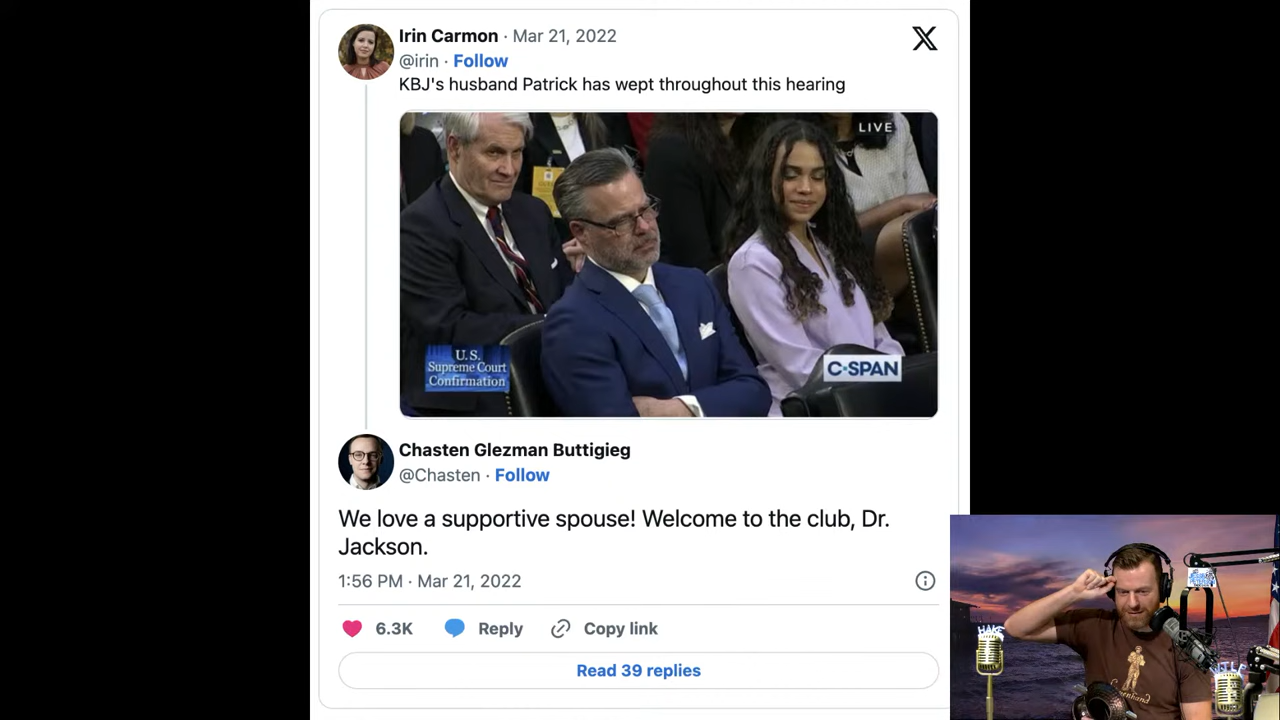 Irin Carmon · Mar 21, 2022
@irin · Follow
KBJ's husband Patrick has wept throughout this hearing
LIVE
U.S.
Supreme Court
Confirmation
C-SPAN
Chasten Glezman Buttigieg
@Chasten · Follow
We love a supportive spouse! Welcome to the club, Dr.
Jackson.
1:56 PM · Mar 21, 2022
6.3K Reply Copy link
Read 39 replies
HAKE